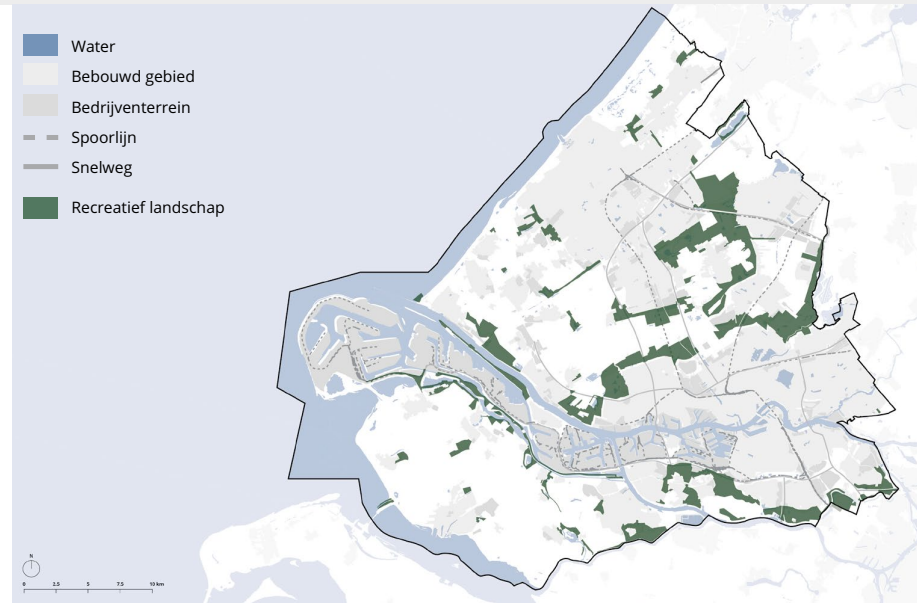 Water
Bebouwd gebied
Bedrijventerrein
Spoorlijn
Snelweg
Recreatief landschap
N
0 2.5 5 7.5 10 km